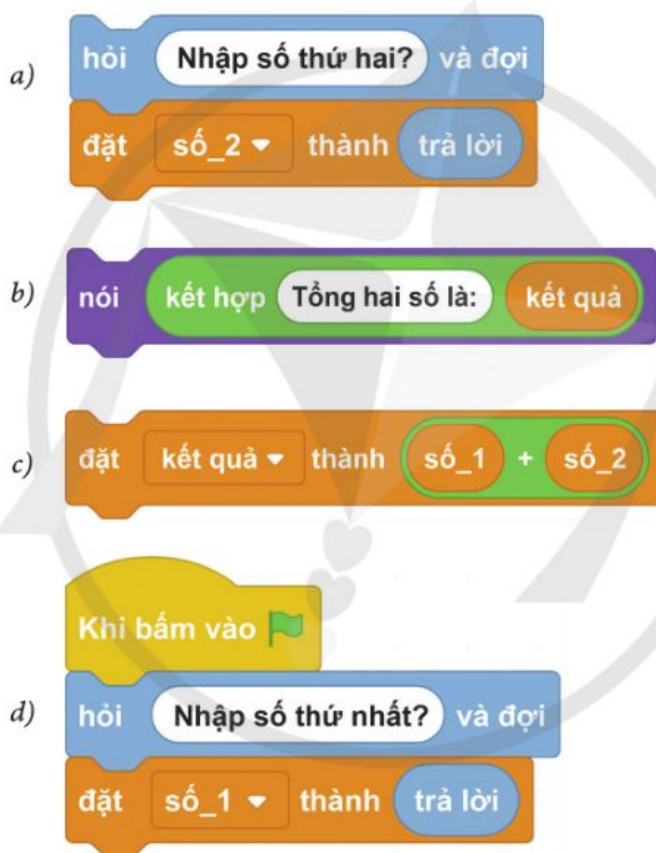 a)
hỏi Nhập số thứ hai? và đợi
đặt số_2 thành trả lời
b)
nói kết hợp Tổng hai số là: kết quả
c)
đặt kết quả thành số_1 + số_2
Khi bấm vào
d)
hỏi Nhập số thứ nhất? và đợi
đặt số_1 thành trả lời